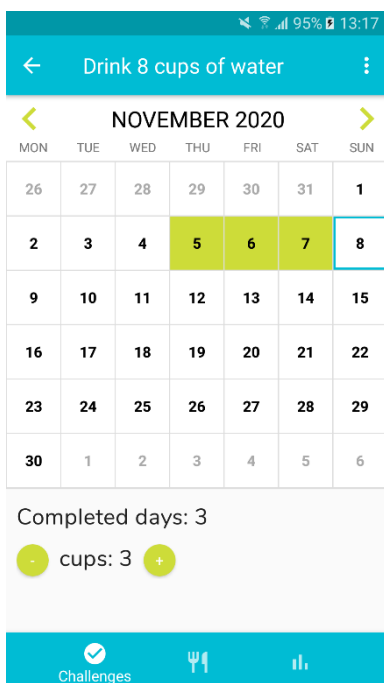 95% 13:17
Drink 8 cups of water
NOVEMBER 2020
MON TUE WED THU FRI SAT SUN
26 27 28 29 30 31 1
2 3 4 5 6 7 8
9 10 11 12 13 14 15
16 17 18 19 20 21 22
23 24 25 26 27 28 29
30 1 2 3 4 5 6
Completed days: 3
- cups: 3 +
Challenges